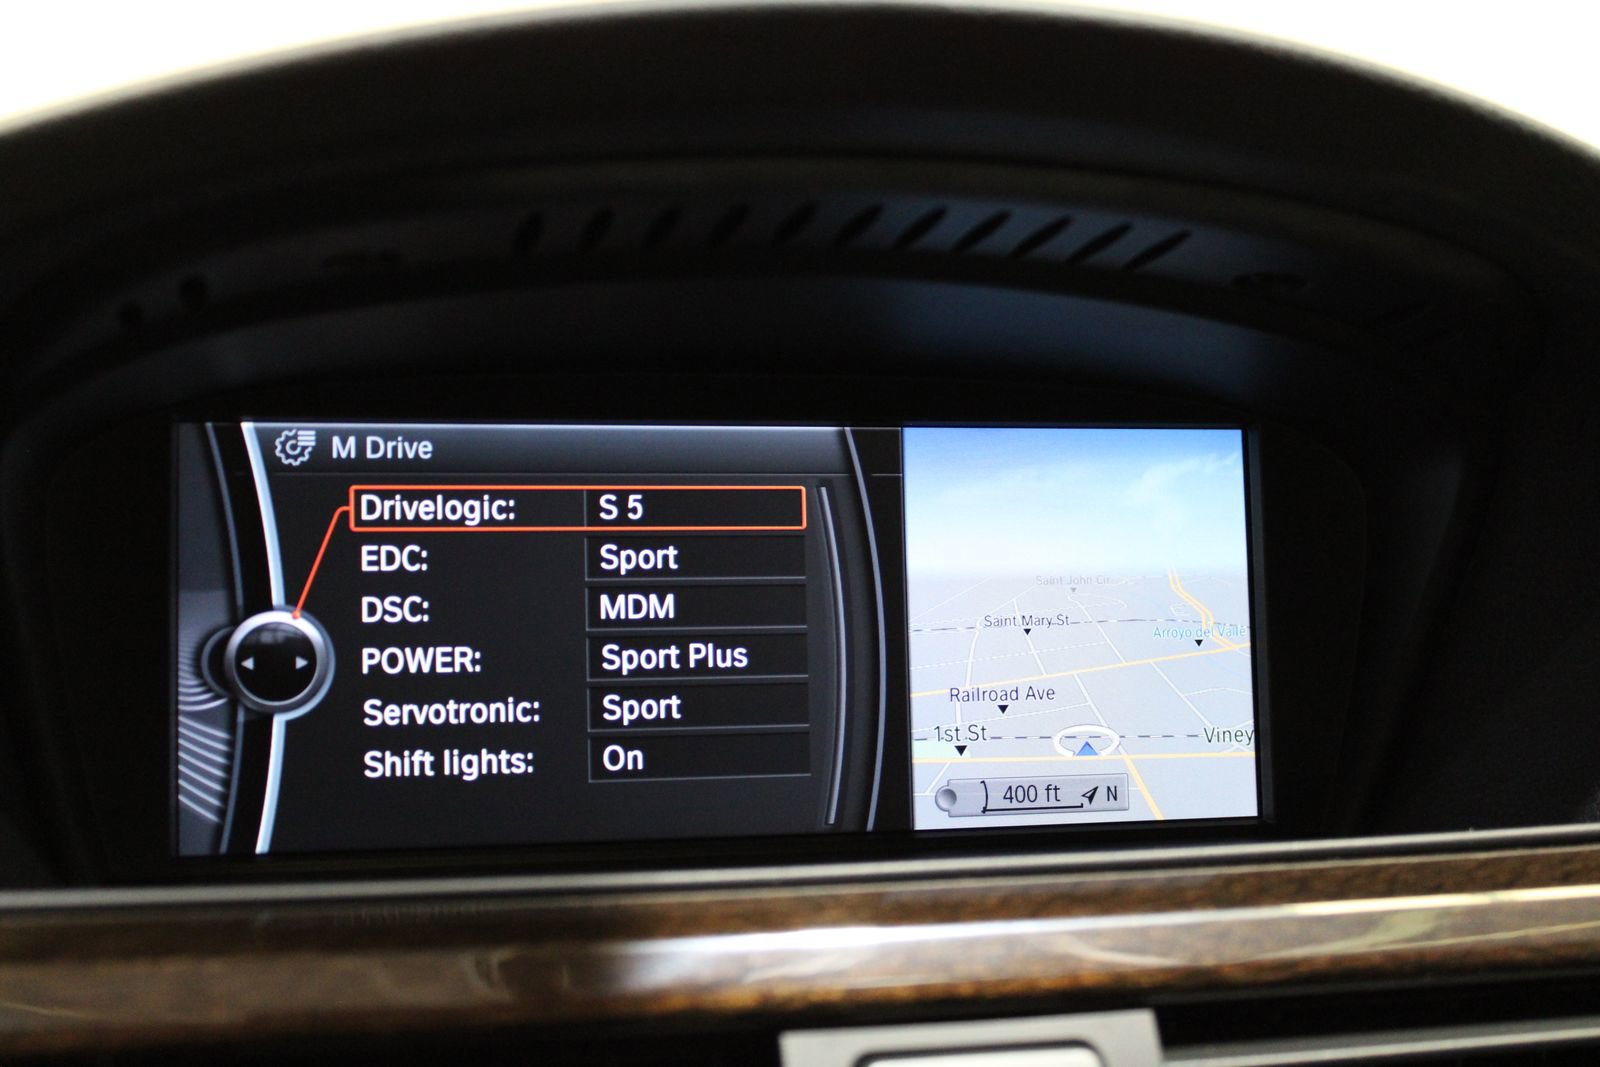 M Drive
Drivelogic: S 5
EDC: Sport
DSC: MDM
POWER: Sport Plus
Servotronic: Sport
Shift lights: On
Saint John Cir
Saint Mary St
Arroyo del Valle
Railroad Ave
1st St
Viney
400 ft N